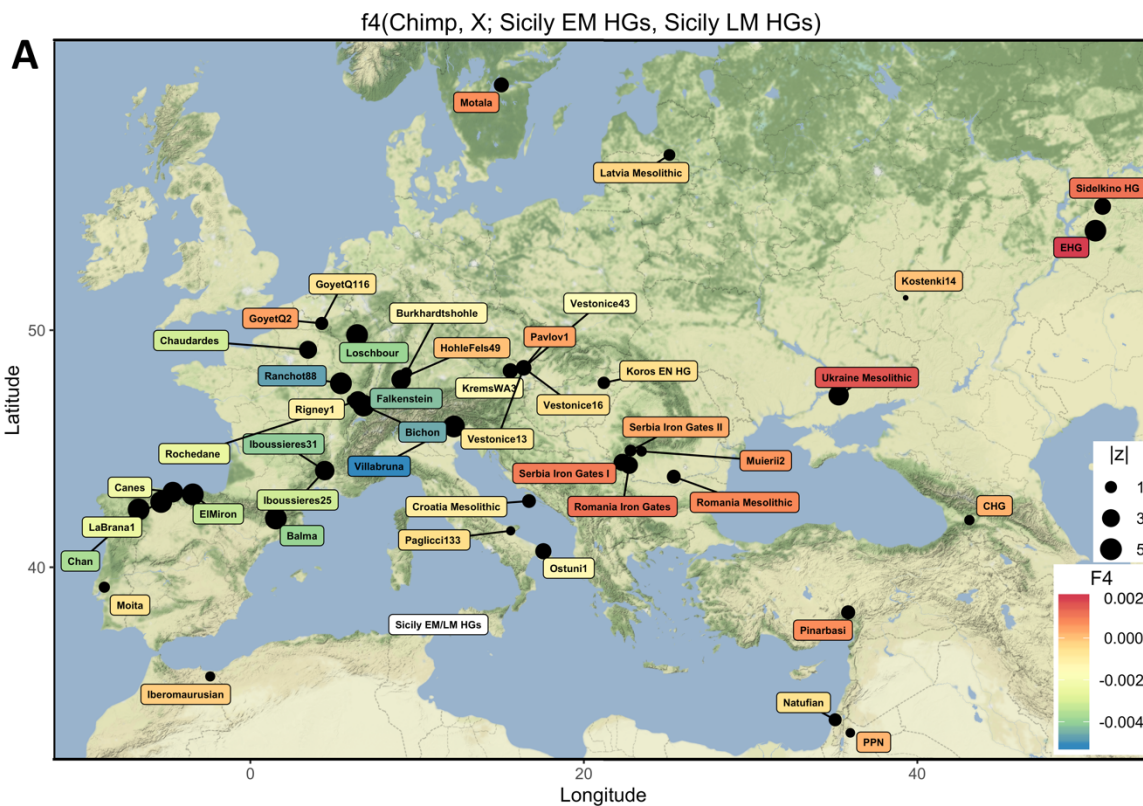 f4(Chimp, X; Sicily EM HGs, Sicily LM HGs)
A
Motala
Latvia Mesolithic
Sidelkino HG
EHG
Kostenki14
GoyetQ116
GoyetQ2
Burkhardtshohle
Vestonice43
Chaudardes
Loschbour
HohleFels49
Pavlov1
Ranchot88
Falkenstein
KremsWA3
Koros EN HG
Ukraine Mesolithic
Rigney1
Vestonice16
Bichon
Vestonice13
Serbia Iron Gates II
Rochedane
Iboussieres31
Villabruna
Serbia Iron Gates I
Muierii2
Canes
Iboussieres25
Croatia Mesolithic
Romania Iron Gates
Romania Mesolithic
CHG
LaBrana1
ElMiron
Balma
Paglicci133
Chan
Ostuni1
Moita
Sicily EM/LM HGs
Pinarbasi
Iberomaurusian
Natufian
PPN
|z|
1
3
5
F4
0.002
0.000
-0.002
-0.004
50
40
Latitude
0
20
40
Longitude